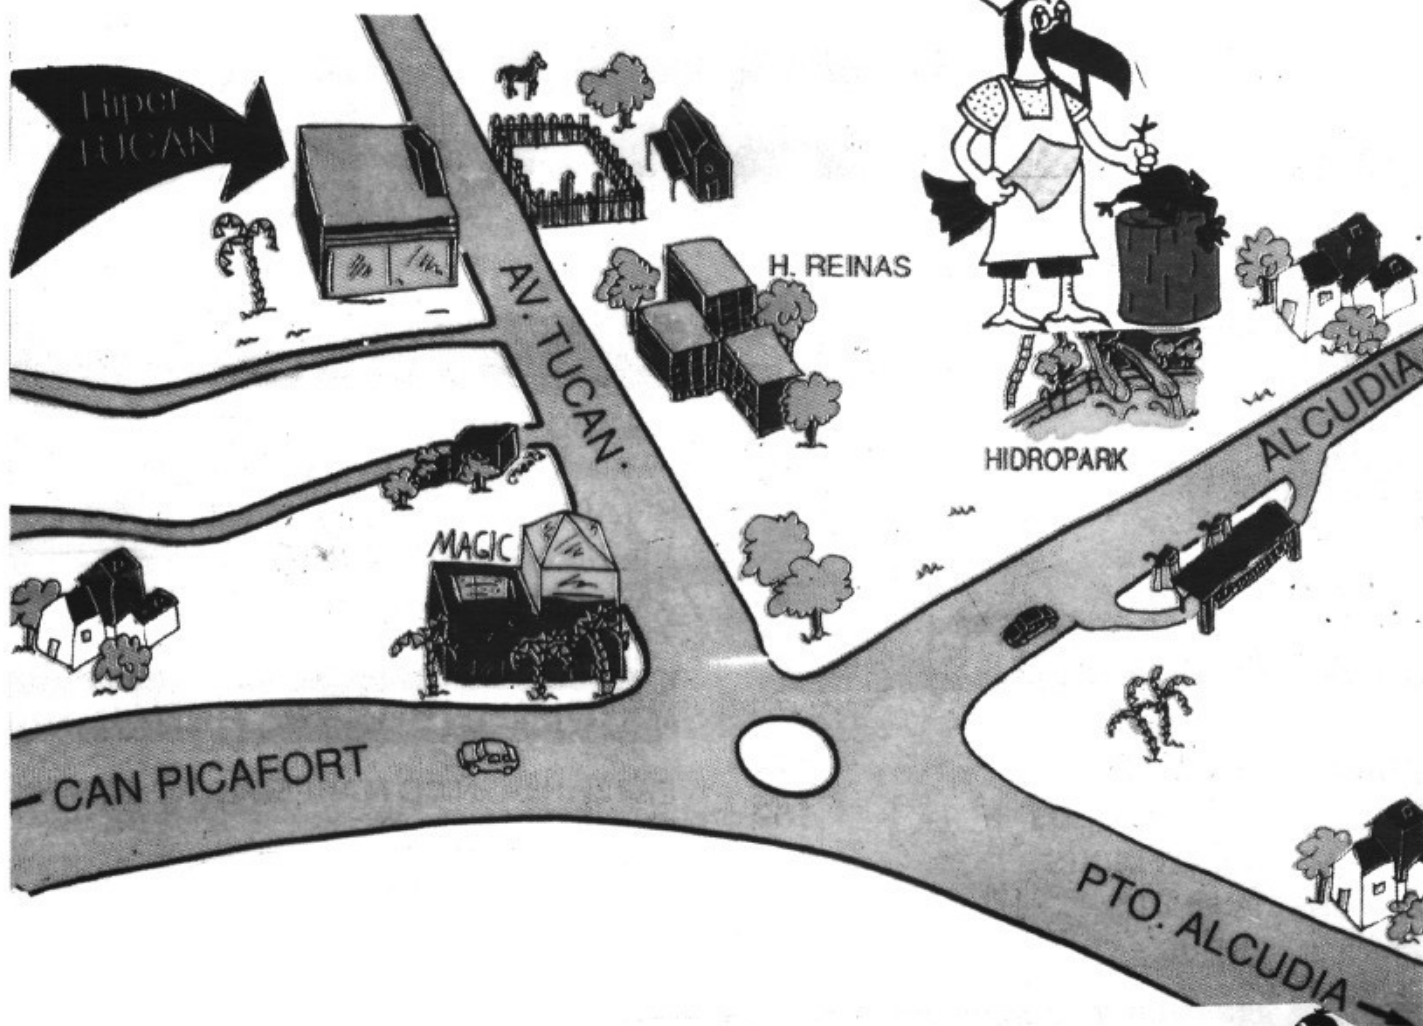 Hiper
TUCAN
AV. TUCAN
H. REINAS
HIDROPARK
ALCUDIA
MAGIC
CAN PICAFORT
PTO. ALCUDIA